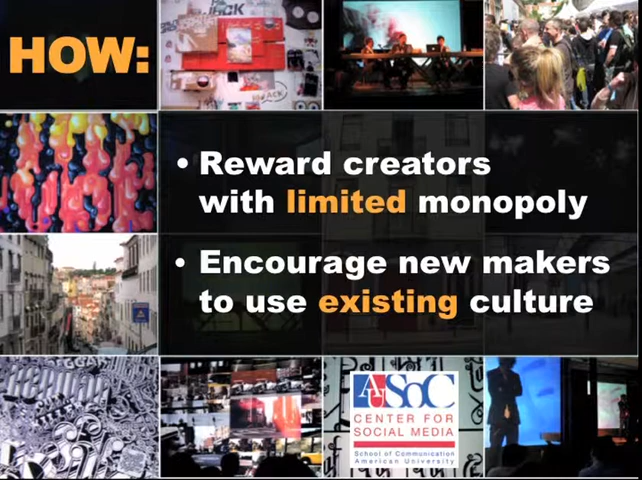 HOW:
• Reward creators
with limited monopoly
• Encourage new makers
to use existing culture
AUSOC
CENTER FOR
SOCIAL MEDIA
School of Communication
American University